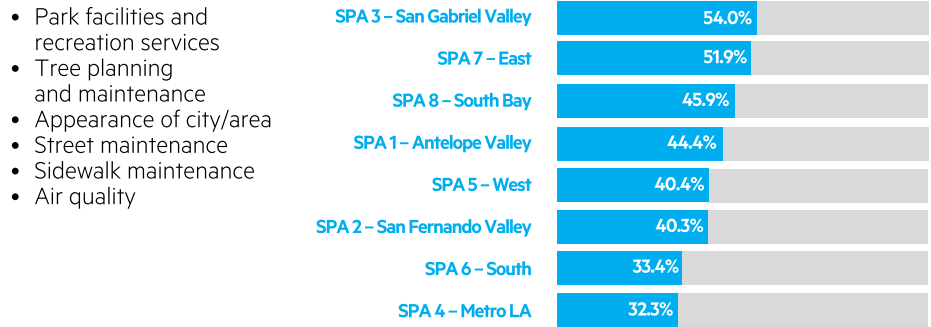 • Park facilities and
recreation services
• Tree planning
and maintenance
• Appearance of city/area
• Street maintenance
• Sidewalk maintenance
• Air quality
SPA 3 – San Gabriel Valley 54.0%
SPA 7 – East 51.9%
SPA 8 – South Bay 45.9%
SPA 1 – Antelope Valley 44.4%
SPA 5 – West 40.4%
SPA 2 – San Fernando Valley 40.3%
SPA 6 – South 33.4%
SPA 4 – Metro LA 32.3%